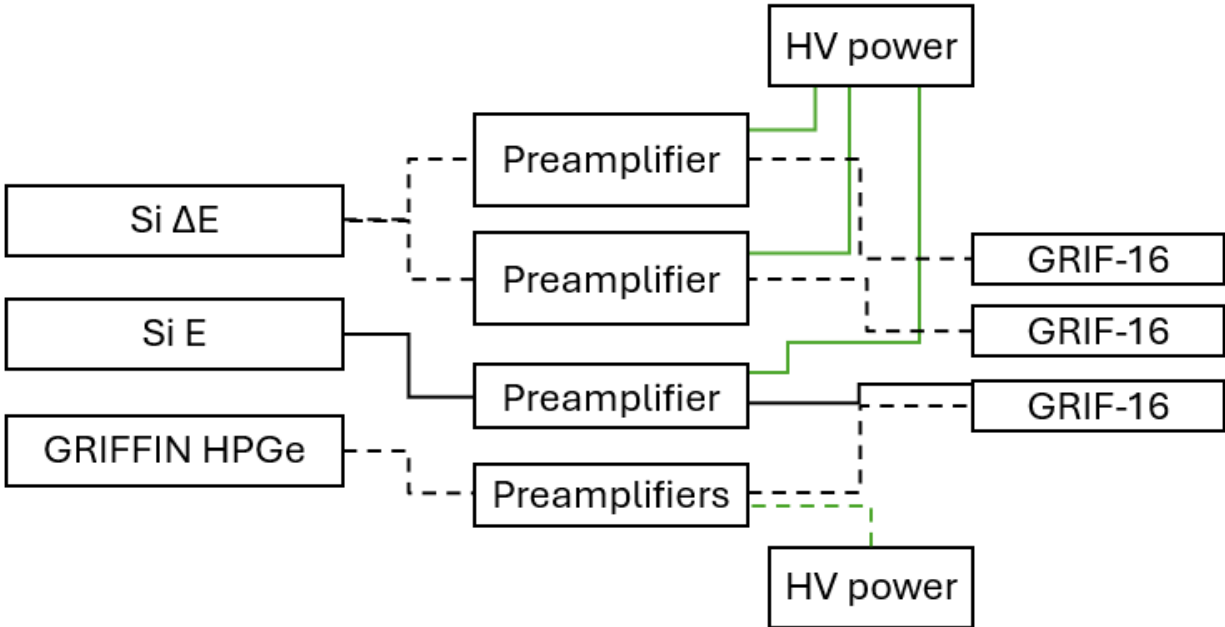 HV power
Preamplifier
Si ΔE
Preamplifier
GRIF-16
Si E
GRIF-16
Preamplifier
GRIF-16
GRIFFIN HPGe
Preamplifiers
HV power